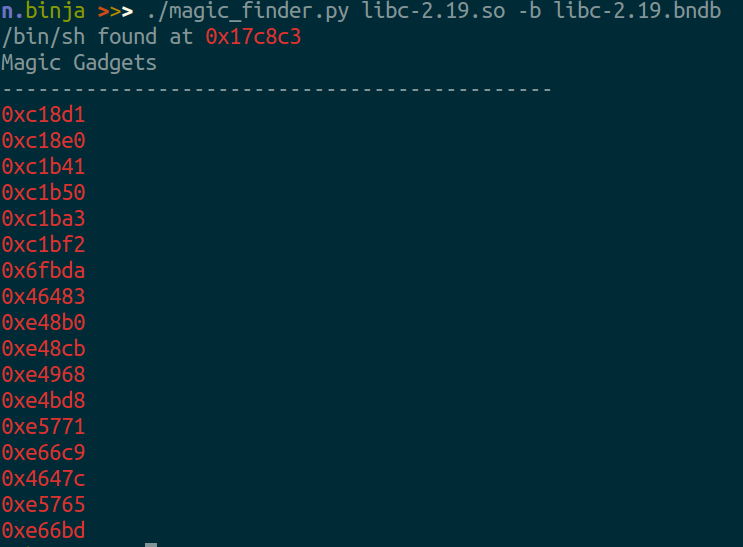 n.binja >>> ./magic_finder.py libc-2.19.so -b libc-2.19.bndb
/bin/sh found at 0x17c8c3
Magic Gadgets
----------------------------------------------
0xc18d1
0xc18e0
0xc1b41
0xc1b50
0xc1ba3
0xc1bf2
0x6fbda
0x46483
0xe48b0
0xe48cb
0xe4968
0xe4bd8
0xe5771
0xe66c9
0x4647c
0xe5765
0xe66bd